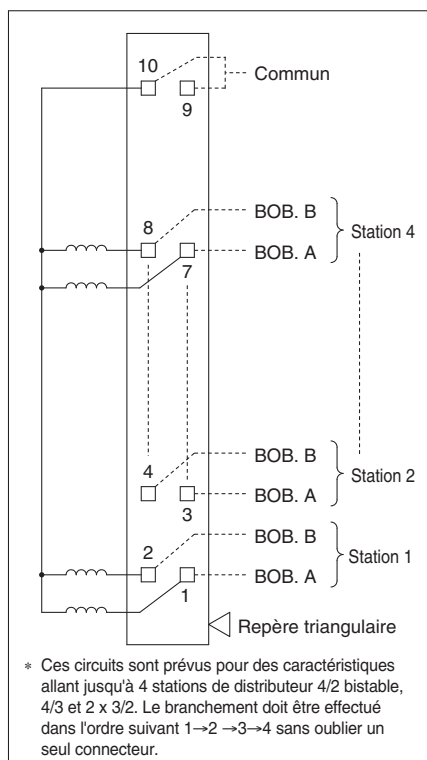 10
Commun
9
8
BOB. B
Station 4
BOB. A
7
4
BOB. B
Station 2
BOB. A
3
2
BOB. B
Station 1
BOB. A
1
Repère triangulaire
* Ces circuits sont prévus pour des caractéristiques
allant jusqu'à 4 stations de distributeur 4/2 bistable,
4/3 et 2 x 3/2. Le branchement doit être effectué
dans l'ordre suivant 1→2 →3→4 sans oublier un
seul connecteur.